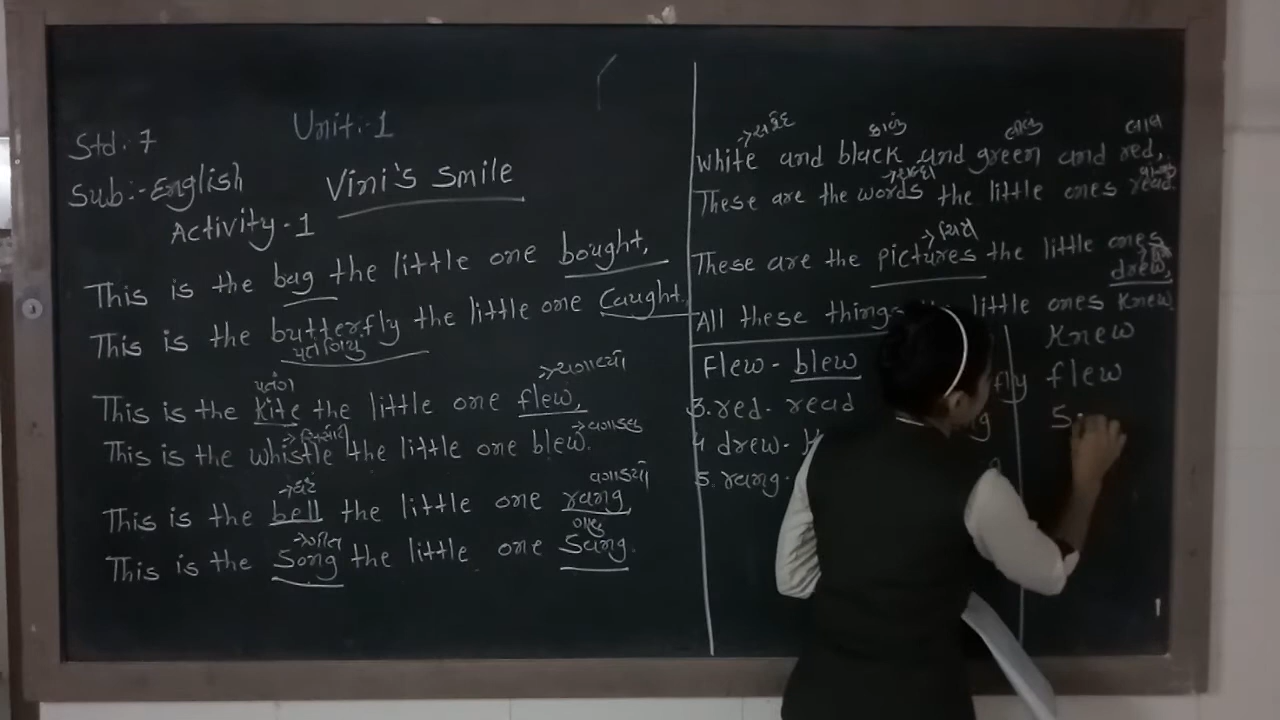 Std:-7
Unit:-1
Sub:-English
Vini's Smile
Activity-1
This is the bag the little one bought,
This is the butterfly the little one Caught.
પતંગિયુ
પતંગ
This is the kite the little one flew,
This is the whistle the little one blew.
→ઘંટ
This is the bell the little one rang
→ગીત
This is the Song the little one Sung.
→સફેદ કાળું લીલું લાલ
White and black and green and red,
→શબ્દો
These are the words the little ones read.
→ચિત્રો
These are the pictures the little ones
drew,
All these things little ones Knew.
Flew - blew
3. red. read
4 drew-
5. rang.
Knew
fly flew
S